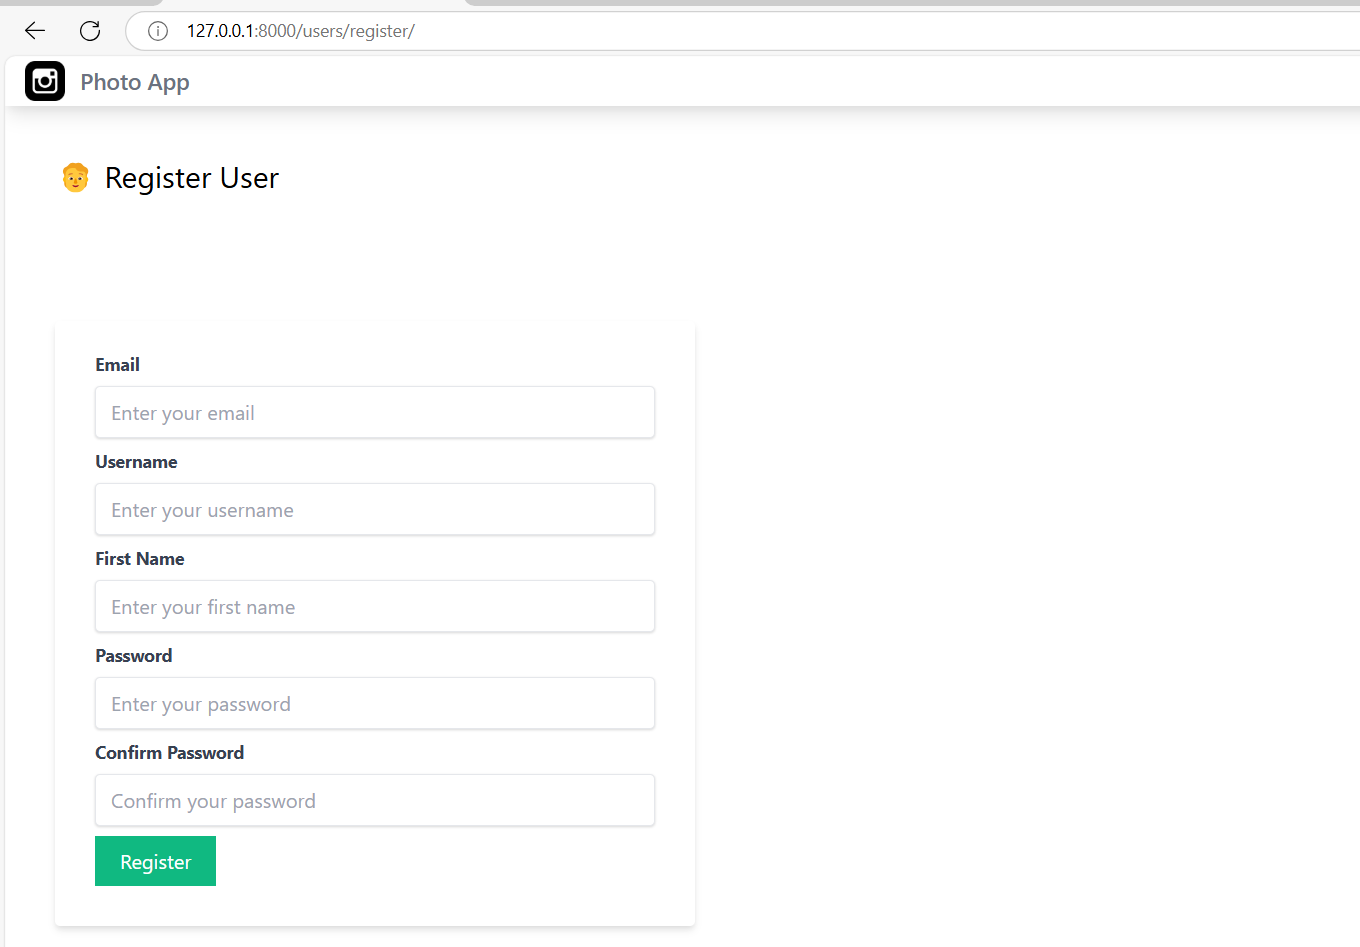 127.0.0.1:8000/users/register/
Photo App
Register User
Email
Enter your email
Username
Enter your username
First Name
Enter your first name
Password
Enter your password
Confirm Password
Confirm your password
Register